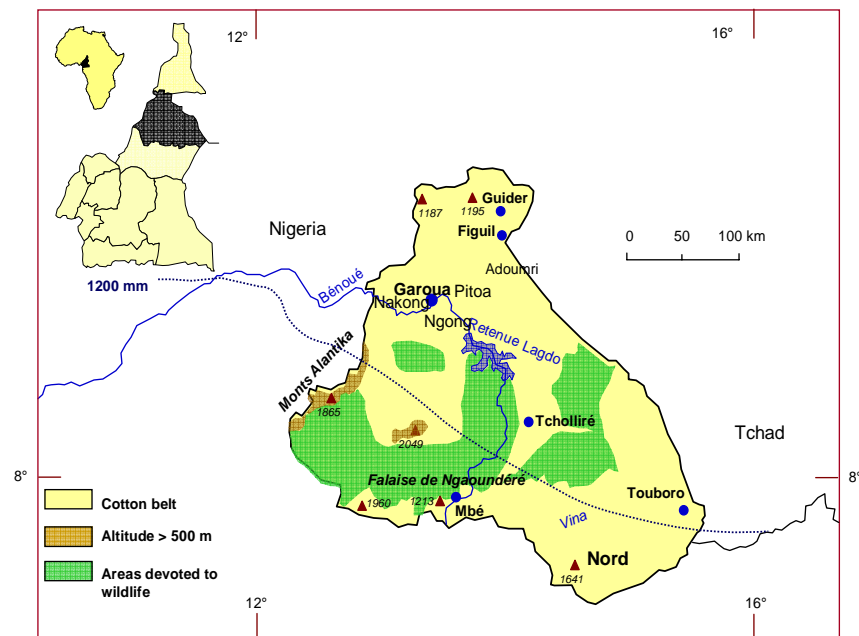 12°
16°
Guider
1187
1195
Nigeria
Figuil
0 50 100 km
Adoumri
1200 mm
Bénoué
Garoua
Pitoa
Nakong
Ngong
Retenue Lagdo
Monts Alantika
1865
Tcholliré
2049
Tchad
8°
8°
Falaise de Ngaoundéré
1960
1213
Mbé
Touboro
Vina
Nord
1641
Cotton belt
Altitude > 500 m
Areas devoted to
wildlife
12°
16°